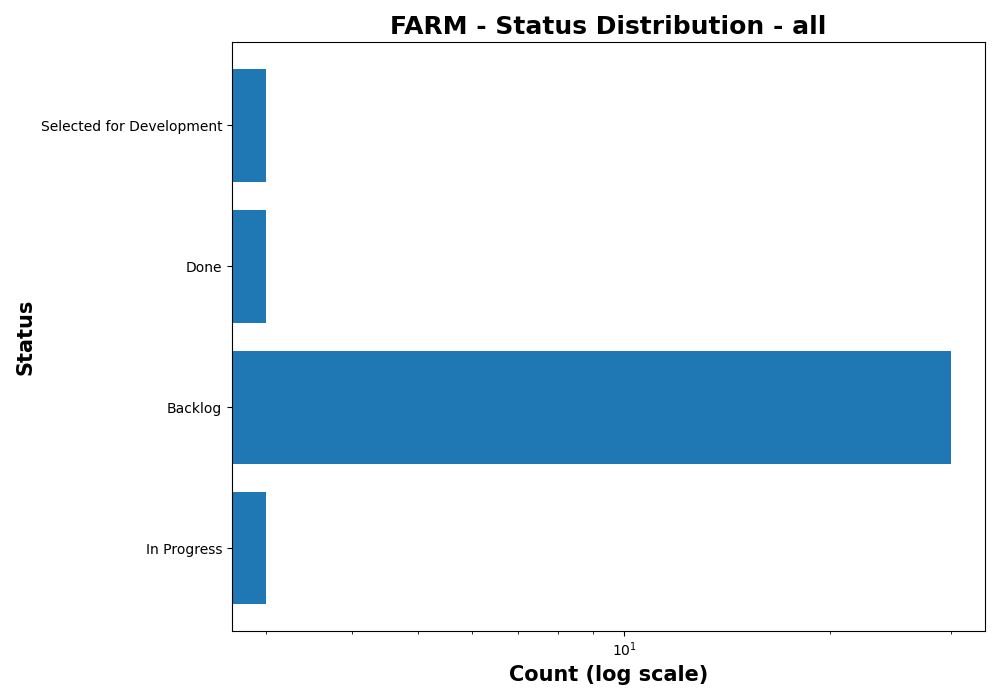 FARM - Status Distribution - all
Selected for Development
Done
Backlog
In Progress
Status
10¹
Count (log scale)